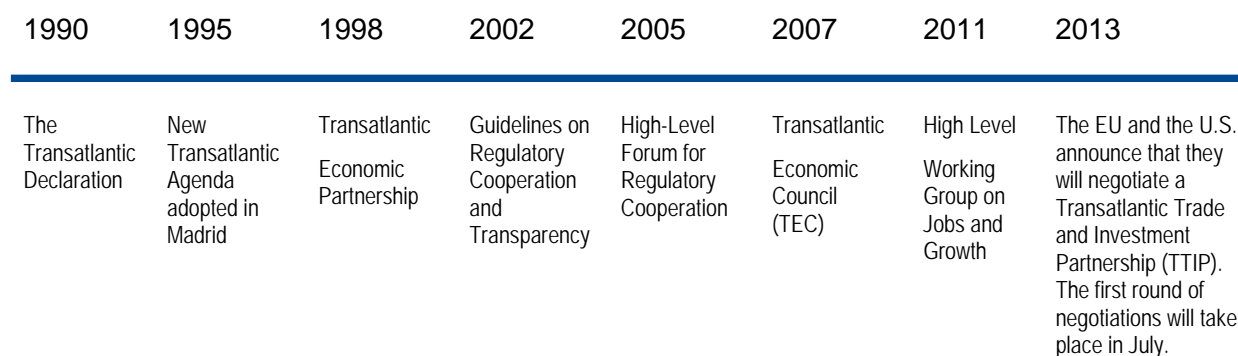 1990 1995 1998 2002 2005 2007 2011 2013
The
Transatlantic
Declaration
New
Transatlantic
Agenda
adopted in
Madrid
Transatlantic
Economic
Partnership
Guidelines on
Regulatory
Cooperation
and
Transparency
High-Level
Forum for
Regulatory
Cooperation
Transatlantic
Economic
Council
(TEC)
High Level
Working
Group on
Jobs and
Growth
The EU and the U.S.
announce that they
will negotiate a
Transatlantic Trade
and Investment
Partnership (TTIP).
The first round of
negotiations will take
place in July.